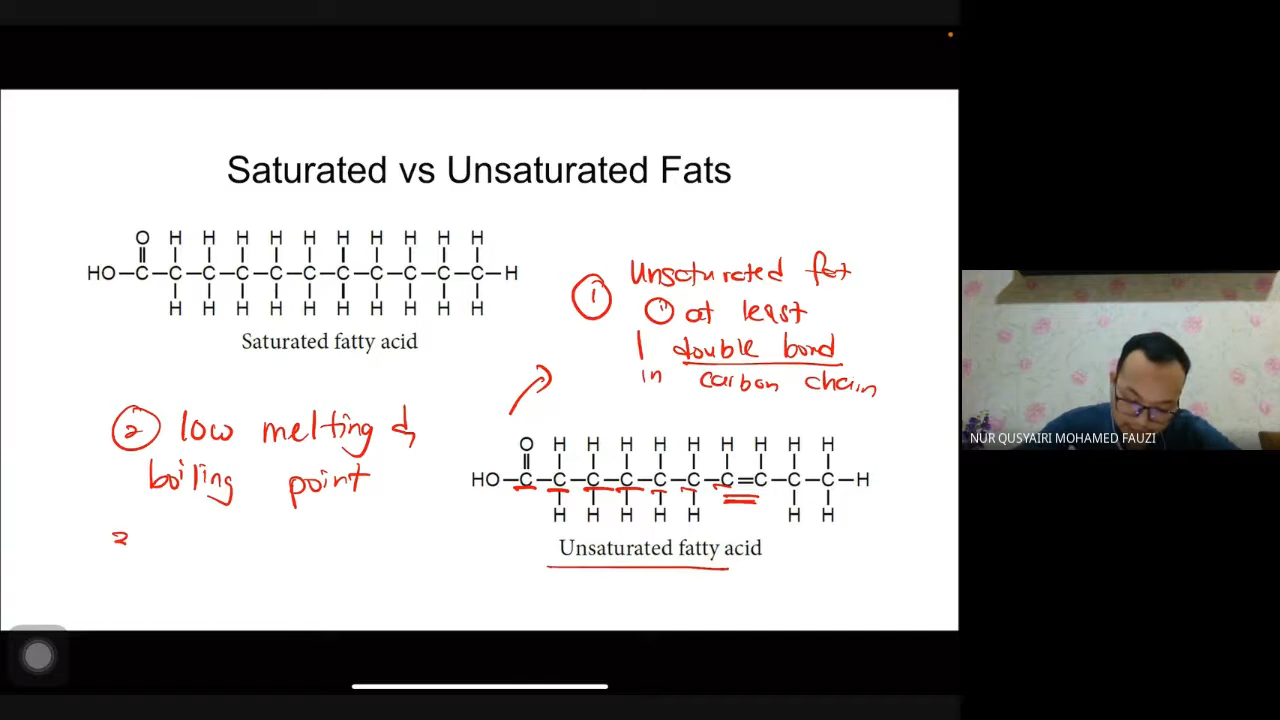 Saturated vs Unsaturated Fats
O H H H H H H H H H H
HO–C–C–C–C–C–C–C–C–C–C–C–H
H H H H H H H H H H
Saturated fatty acid
① Unsaturated fat
① at least
1 double bond
in carbon chain
② low melting &
boiling point
2
O H H H H H H H H H
HO–C–C–C–C–C–C–C=C–C–C–H
H H H H H H H
Unsaturated fatty acid
NUR QUSYAIRI MOHAMED FAUZI